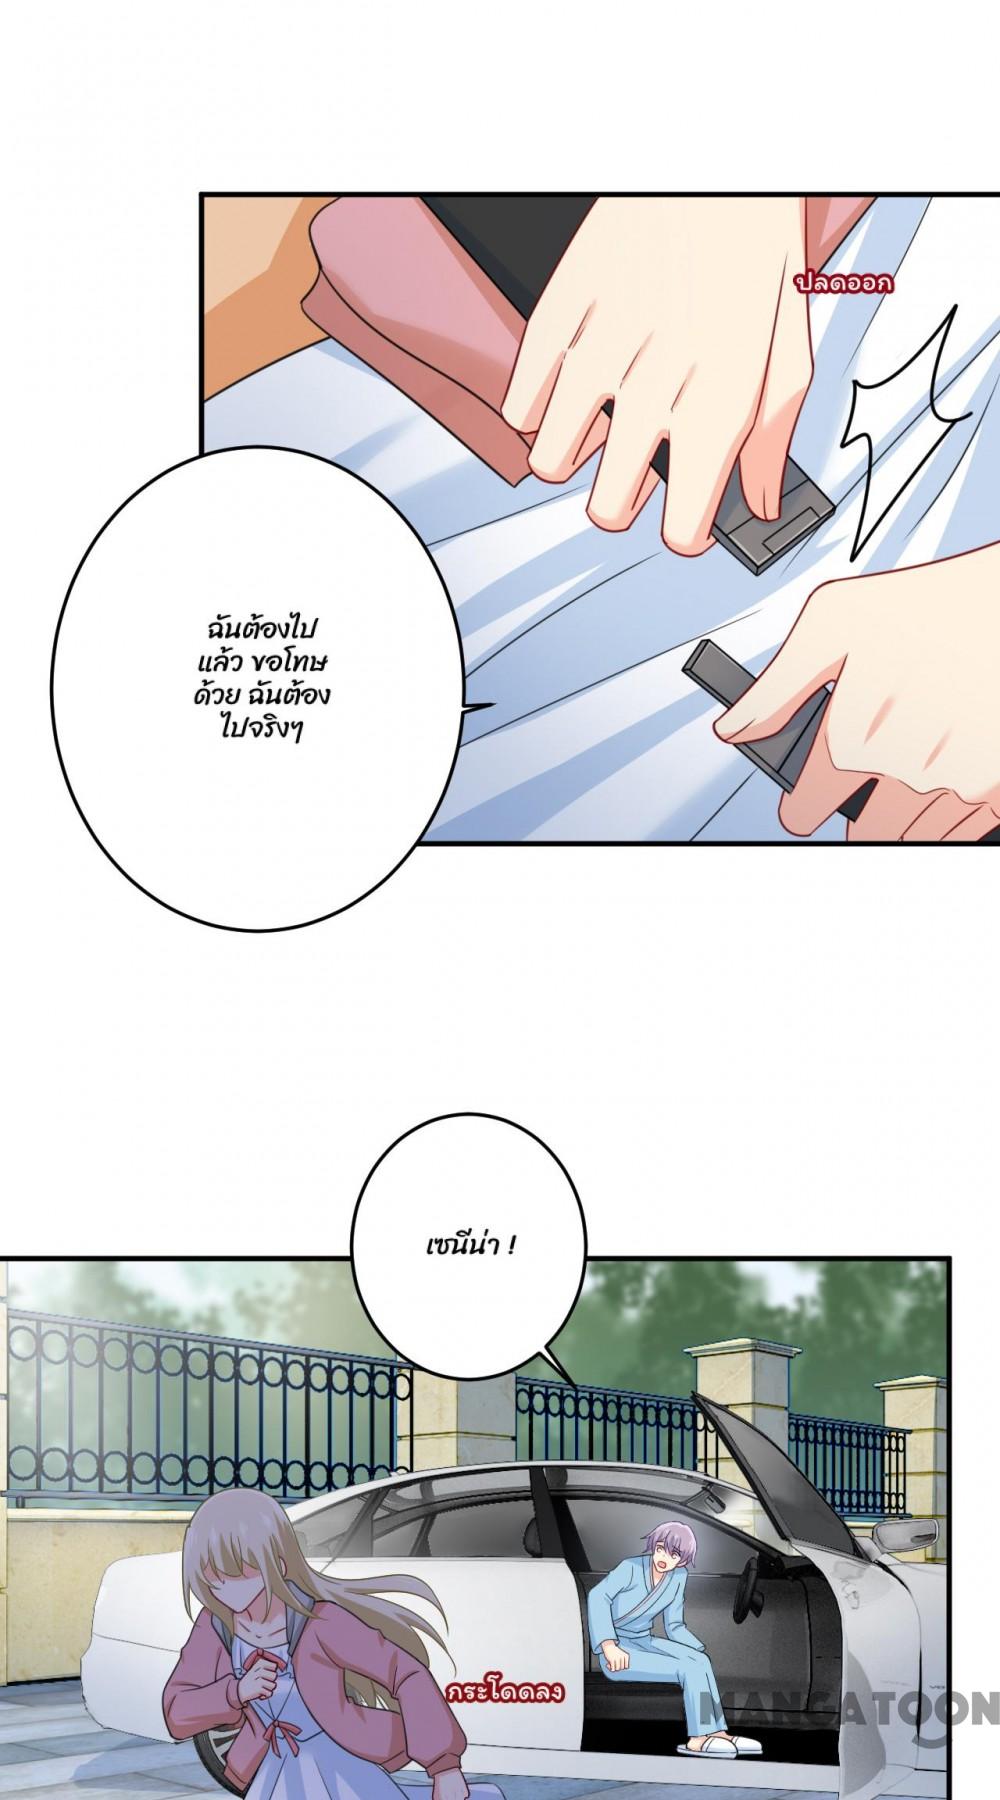 ปลดออก
ฉันต้องไป
แล้ว ขอโทษ
ด้วย ฉันต้อง
ไปจริงๆ
เซนีน่า !
กระโดดลง
MANGATOON